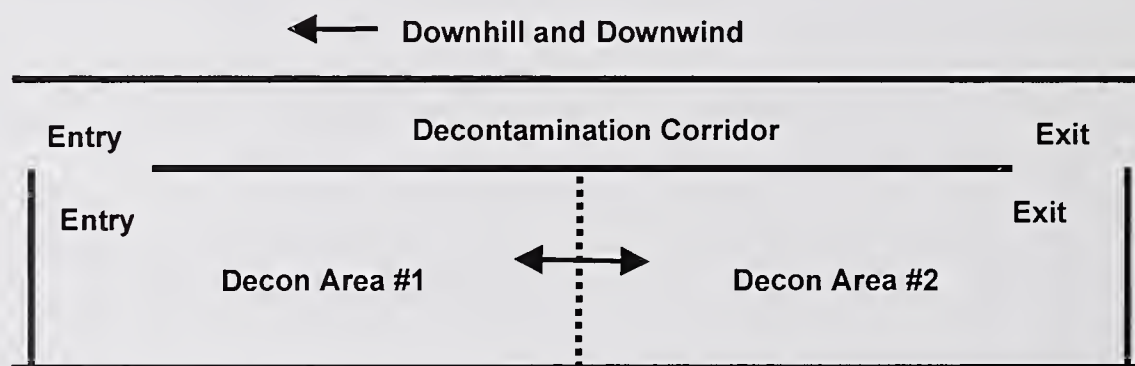 Downhill and Downwind
Entry
Decontamination Corridor
Exit
Entry
Exit
Decon Area #1
Decon Area #2